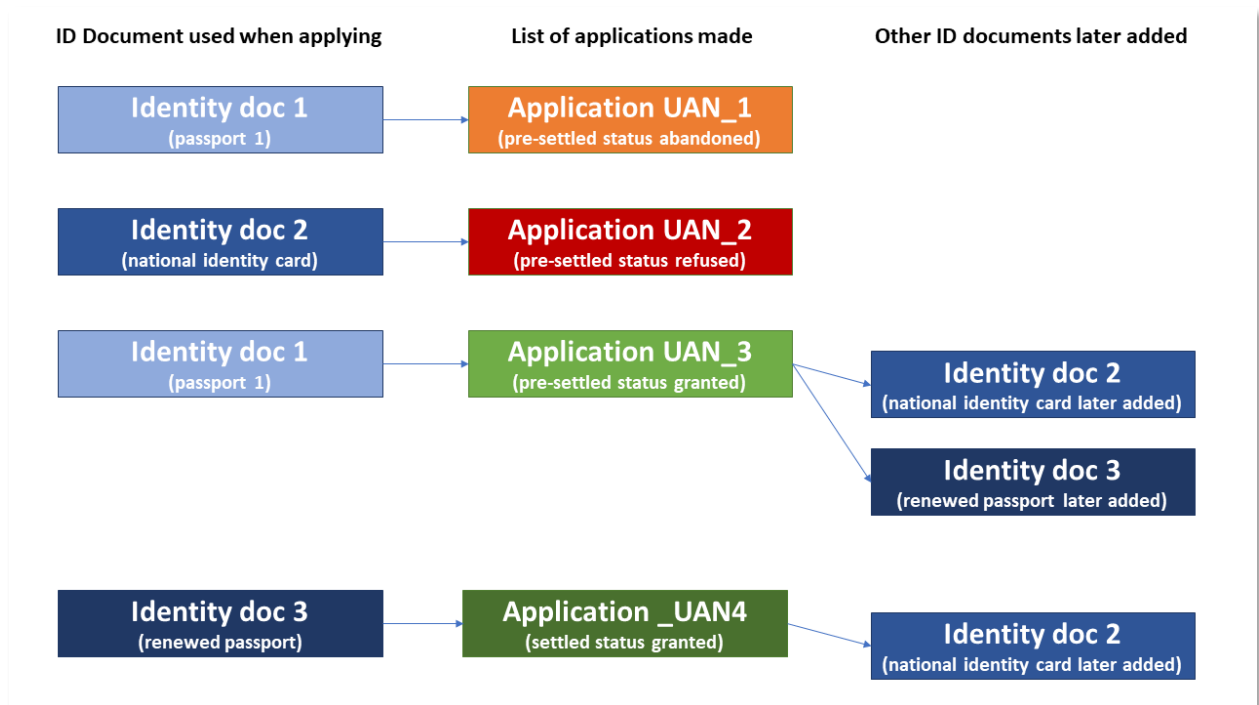 ID Document used when applying
List of applications made
Other ID documents later added
Identity doc 1
(passport 1)
Application UAN_1
(pre-settled status abandoned)
Identity doc 2
(national identity card)
Application UAN_2
(pre-settled status refused)
Identity doc 1
(passport 1)
Application UAN_3
(pre-settled status granted)
Identity doc 2
(national identity card later added)
Identity doc 3
(renewed passport later added)
Identity doc 3
(renewed passport)
Application _UAN4
(settled status granted)
Identity doc 2
(national identity card later added)